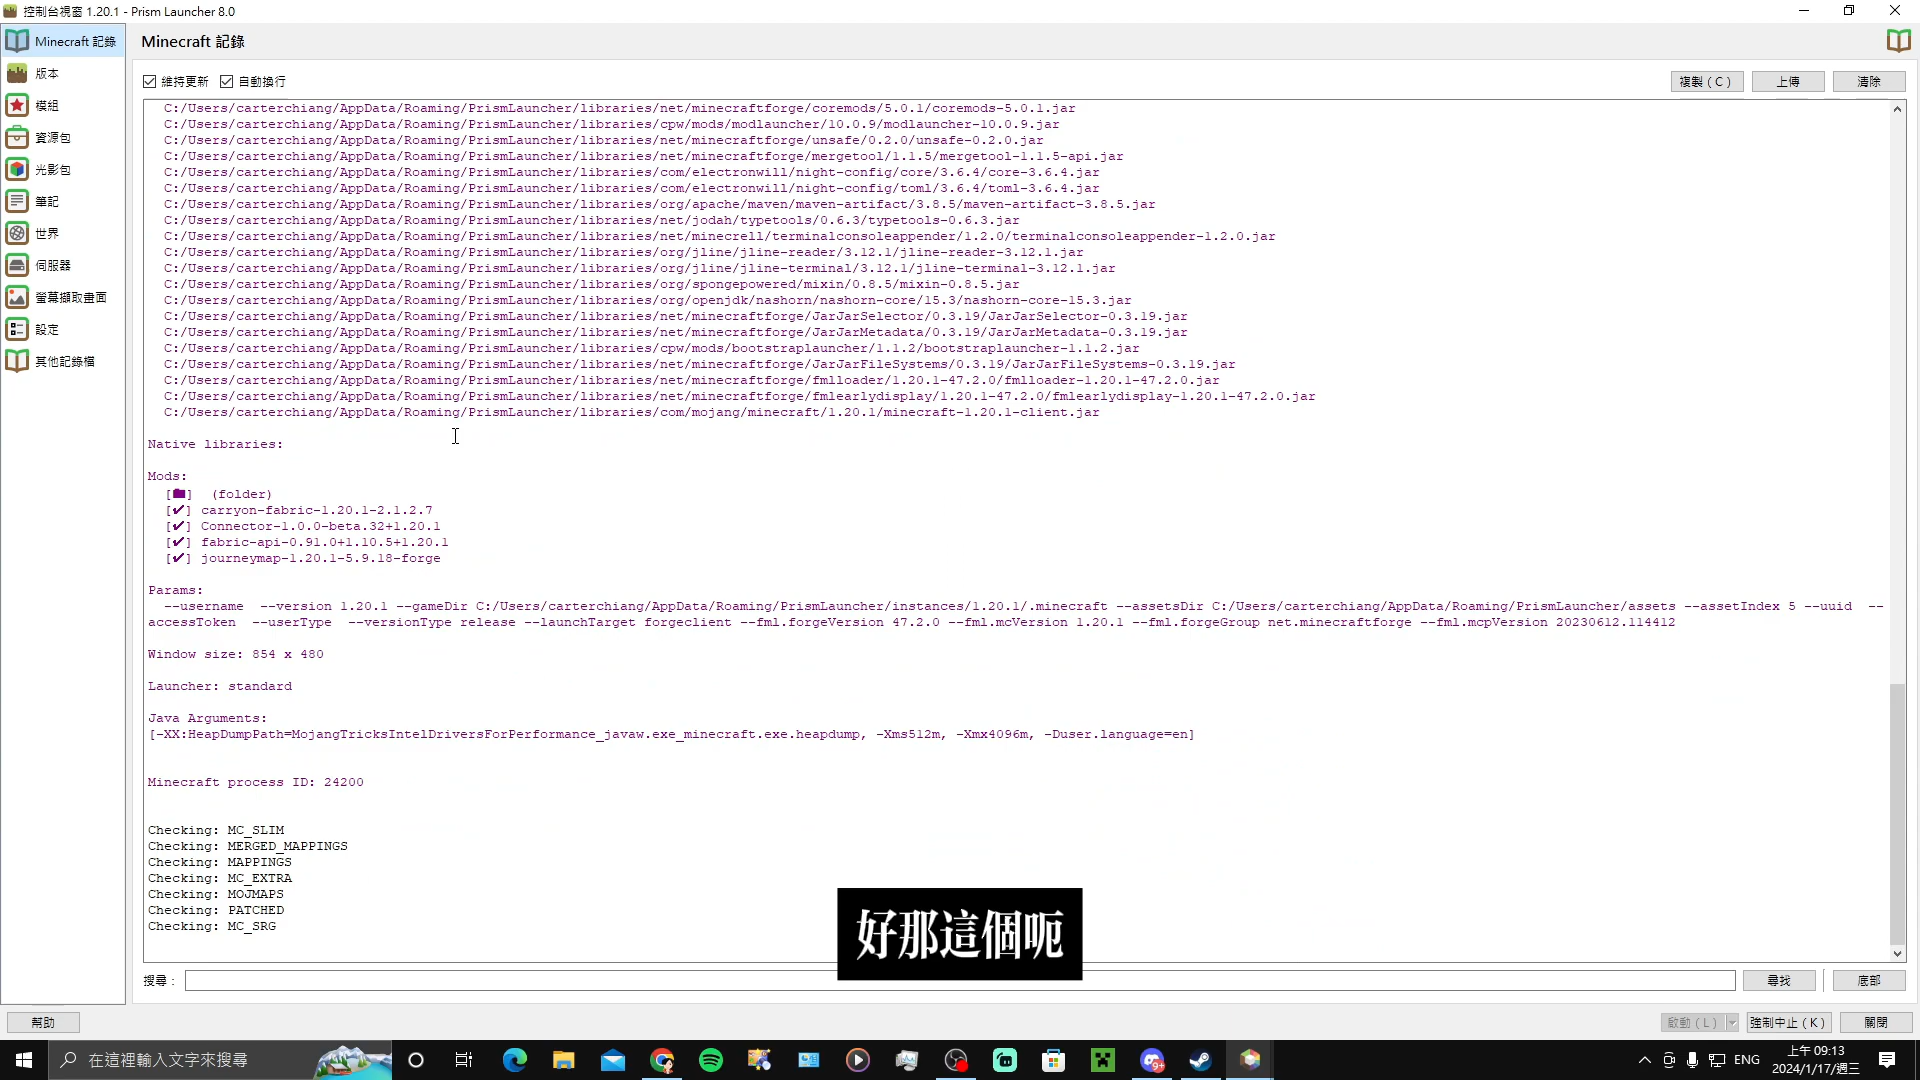 控制台視窗 1.20.1 - Prism Launcher 8.0
Minecraft 記錄
版本
模組
資源包
光影包
筆記
世界
伺服器
螢幕擷取畫面
設定
其他記錄檔
Minecraft 記錄
維持更新 自動換行 複製 ( C ) 上傳 清除
C:/Users/carterchiang/AppData/Roaming/PrismLauncher/libraries/net/minecraftforge/coremods/5.0.1/coremods-5.0.1.jar
C:/Users/carterchiang/AppData/Roaming/PrismLauncher/libraries/cpw/mods/modlauncher/10.0.9/modlauncher-10.0.9.jar
C:/Users/carterchiang/AppData/Roaming/PrismLauncher/libraries/net/minecraftforge/unsafe/0.2.0/unsafe-0.2.0.jar
C:/Users/carterchiang/AppData/Roaming/PrismLauncher/libraries/net/minecraftforge/mergetool/1.1.5/mergetool-1.1.5-api.jar
C:/Users/carterchiang/AppData/Roaming/PrismLauncher/libraries/com/electronwill/night-config/core/3.6.4/core-3.6.4.jar
C:/Users/carterchiang/AppData/Roaming/PrismLauncher/libraries/com/electronwill/night-config/toml/3.6.4/toml-3.6.4.jar
C:/Users/carterchiang/AppData/Roaming/PrismLauncher/libraries/org/apache/maven/maven-artifact/3.8.5/maven-artifact-3.8.5.jar
C:/Users/carterchiang/AppData/Roaming/PrismLauncher/libraries/net/jodah/typetools/0.6.3/typetools-0.6.3.jar
C:/Users/carterchiang/AppData/Roaming/PrismLauncher/libraries/net/minecrell/terminalconsoleappender/1.2.0/terminalconsoleappender-1.2.0.jar
C:/Users/carterchiang/AppData/Roaming/PrismLauncher/libraries/org/jline/jline-reader/3.12.1/jline-reader-3.12.1.jar
C:/Users/carterchiang/AppData/Roaming/PrismLauncher/libraries/org/jline/jline-terminal/3.12.1/jline-terminal-3.12.1.jar
C:/Users/carterchiang/AppData/Roaming/PrismLauncher/libraries/org/spongepowered/mixin/0.8.5/mixin-0.8.5.jar
C:/Users/carterchiang/AppData/Roaming/PrismLauncher/libraries/org/openjdk/nashorn/nashorn-core/15.3/nashorn-core-15.3.jar
C:/Users/carterchiang/AppData/Roaming/PrismLauncher/libraries/net/minecraftforge/JarJarSelector/0.3.19/JarJarSelector-0.3.19.jar
C:/Users/carterchiang/AppData/Roaming/PrismLauncher/libraries/net/minecraftforge/JarJarMetadata/0.3.19/JarJarMetadata-0.3.19.jar
C:/Users/carterchiang/AppData/Roaming/PrismLauncher/libraries/cpw/mods/bootstraplauncher/1.1.2/bootstraplauncher-1.1.2.jar
C:/Users/carterchiang/AppData/Roaming/PrismLauncher/libraries/net/minecraftforge/JarJarFileSystems/0.3.19/JarJarFileSystems-0.3.19.jar
C:/Users/carterchiang/AppData/Roaming/PrismLauncher/libraries/net/minecraftforge/fmlloader/1.20.1-47.2.0/fmlloader-1.20.1-47.2.0.jar
C:/Users/carterchiang/AppData/Roaming/PrismLauncher/libraries/net/minecraftforge/fmlearlydisplay/1.20.1-47.2.0/fmlearlydisplay-1.20.1-47.2.0.jar
C:/Users/carterchiang/AppData/Roaming/PrismLauncher/libraries/com/mojang/minecraft/1.20.1/minecraft-1.20.1-client.jar
Native libraries:
Mods:
[🖿] (folder)
[✔] carryon-fabric-1.20.1-2.1.2.7
[✔] Connector-1.0.0-beta.32+1.20.1
[✔] fabric-api-0.91.0+1.10.5+1.20.1
[✔] journeymap-1.20.1-5.9.18-forge
Params:
--username --version 1.20.1 --gameDir C:/Users/carterchiang/AppData/Roaming/PrismLauncher/instances/1.20.1/.minecraft --assetsDir C:/Users/carterchiang/AppData/Roaming/PrismLauncher/assets --assetIndex 5 --uuid --
accessToken --userType --versionType release --launchTarget forgeclient --fml.forgeVersion 47.2.0 --fml.mcVersion 1.20.1 --fml.forgeGroup net.minecraftforge --fml.mcpVersion 20230612.114412
Window size: 854 x 480
Launcher: standard
Java Arguments:
[-XX:HeapDumpPath=MojangTricksIntelDriversForPerformance_javaw.exe_minecraft.exe.heapdump, -Xms512m, -Xmx4096m, -Duser.language=en]
Minecraft process ID: 24200
Checking: MC_SLIM
Checking: MERGED_MAPPINGS
Checking: MAPPINGS
Checking: MC_EXTRA
Checking: MOJMAPS
Checking: PATCHED
Checking: MC_SRG
好那這個呃
搜尋： 尋找 底部
幫助 啟動 ( L ) 強制中止 ( K ) 關閉
在這裡輸入文字來搜尋 9+ ENG 上午 09:13
2024/1/17/週三